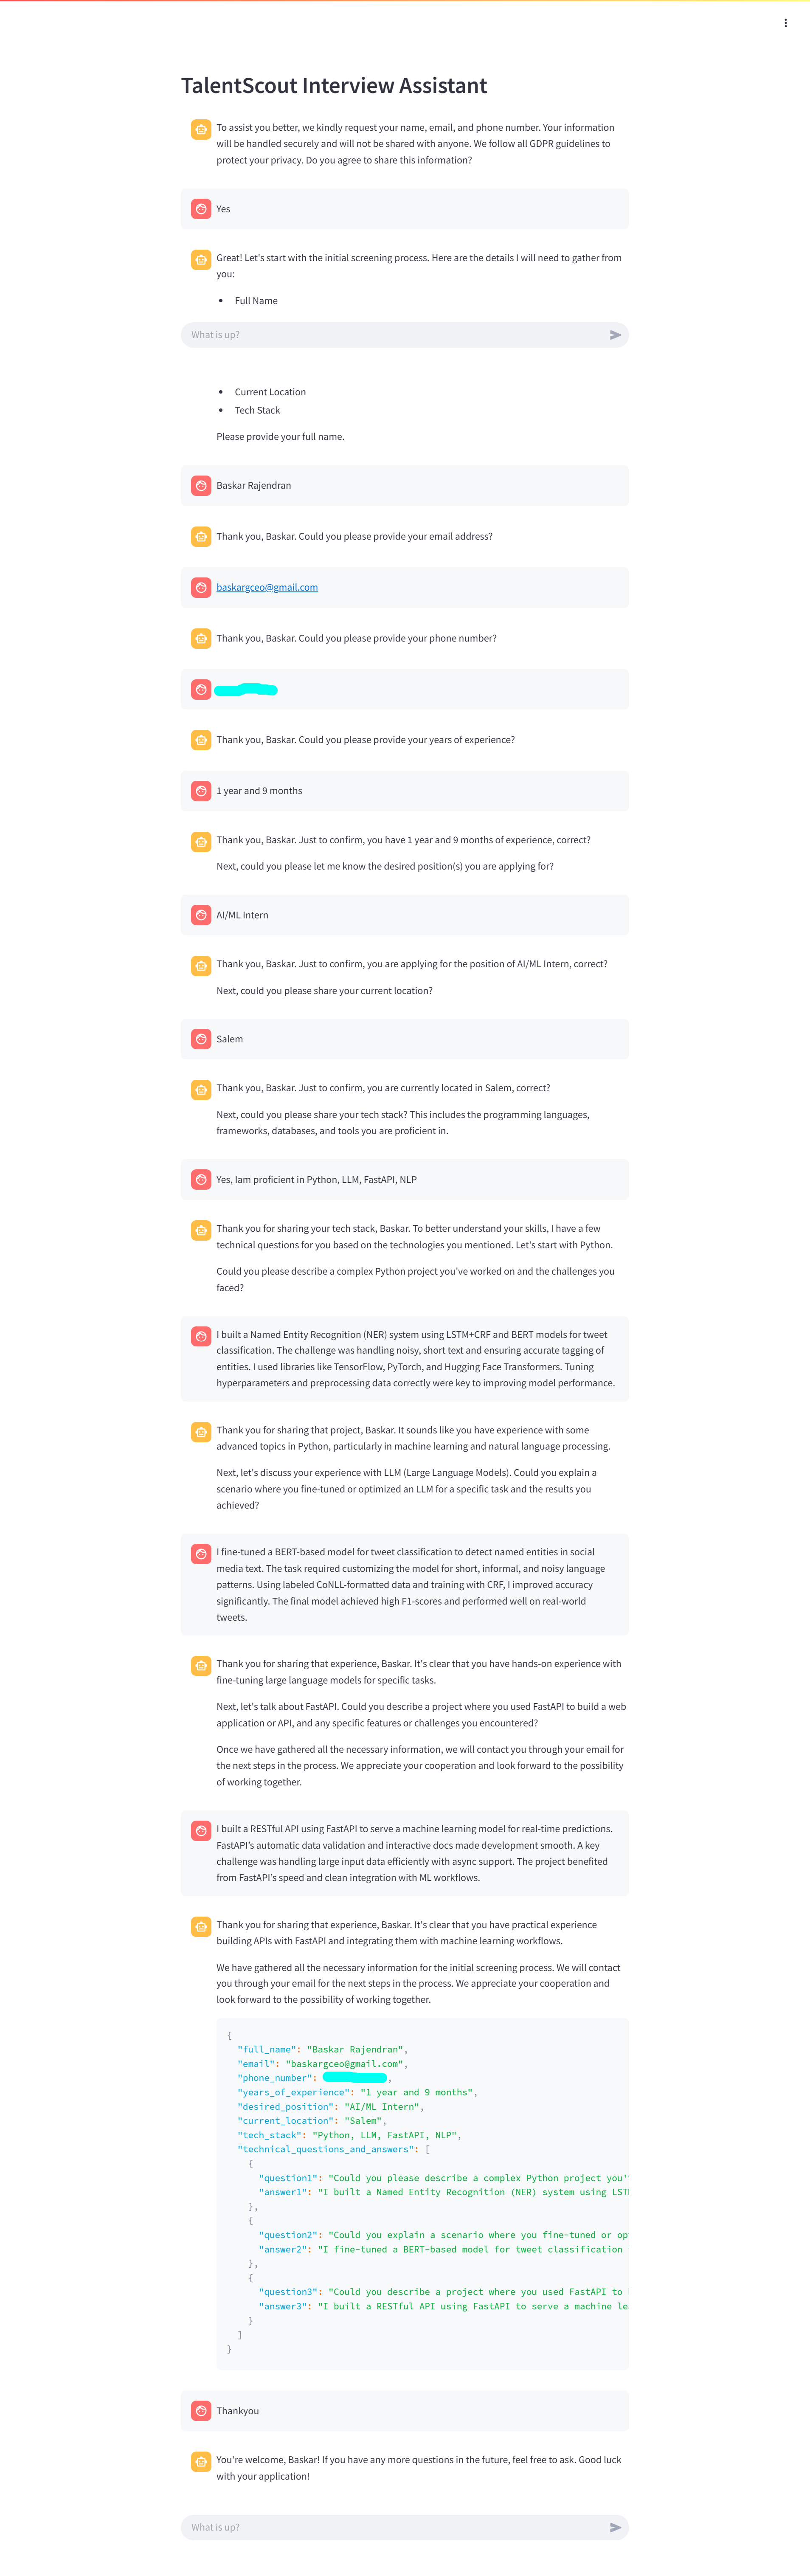 TalentScout Interview Assistant
To assist you better, we kindly request your name, email, and phone number. Your information
will be handled securely and will not be shared with anyone. We follow all GDPR guidelines to
protect your privacy. Do you agree to share this information?
Yes
Great! Let's start with the initial screening process. Here are the details I will need to gather from
you:
• Full Name
What is up?
• Current Location
• Tech Stack
Please provide your full name.
Baskar Rajendran
Thank you, Baskar. Could you please provide your email address?
baskargceo@gmail.com
Thank you, Baskar. Could you please provide your phone number?
Thank you, Baskar. Could you please provide your years of experience?
1 year and 9 months
Thank you, Baskar. Just to confirm, you have 1 year and 9 months of experience, correct?
Next, could you please let me know the desired position(s) you are applying for?
AI/ML Intern
Thank you, Baskar. Just to confirm, you are applying for the position of AI/ML Intern, correct?
Next, could you please share your current location?
Salem
Thank you, Baskar. Just to confirm, you are currently located in Salem, correct?
Next, could you please share your tech stack? This includes the programming languages,
frameworks, databases, and tools you are proficient in.
Yes, Iam proficient in Python, LLM, FastAPI, NLP
Thank you for sharing your tech stack, Baskar. To better understand your skills, I have a few
technical questions for you based on the technologies you mentioned. Let's start with Python.
Could you please describe a complex Python project you've worked on and the challenges you
faced?
I built a Named Entity Recognition (NER) system using LSTM+CRF and BERT models for tweet
classification. The challenge was handling noisy, short text and ensuring accurate tagging of
entities. I used libraries like TensorFlow, PyTorch, and Hugging Face Transformers. Tuning
hyperparameters and preprocessing data correctly were key to improving model performance.
Thank you for sharing that project, Baskar. It sounds like you have experience with some
advanced topics in Python, particularly in machine learning and natural language processing.
Next, let's discuss your experience with LLM (Large Language Models). Could you explain a
scenario where you fine-tuned or optimized an LLM for a specific task and the results you
achieved?
I fine-tuned a BERT-based model for tweet classification to detect named entities in social
media text. The task required customizing the model for short, informal, and noisy language
patterns. Using labeled CoNLL-formatted data and training with CRF, I improved accuracy
significantly. The final model achieved high F1-scores and performed well on real-world
tweets.
Thank you for sharing that experience, Baskar. It's clear that you have hands-on experience with
fine-tuning large language models for specific tasks.
Next, let's talk about FastAPI. Could you describe a project where you used FastAPI to build a web
application or API, and any specific features or challenges you encountered?
Once we have gathered all the necessary information, we will contact you through your email for
the next steps in the process. We appreciate your cooperation and look forward to the possibility
of working together.
I built a RESTful API using FastAPI to serve a machine learning model for real-time predictions.
FastAPI's automatic data validation and interactive docs made development smooth. A key
challenge was handling large input data efficiently with async support. The project benefited
from FastAPI's speed and clean integration with ML workflows.
Thank you for sharing that experience, Baskar. It's clear that you have practical experience
building APIs with FastAPI and integrating them with machine learning workflows.
We have gathered all the necessary information for the initial screening process. We will contact
you through your email for the next steps in the process. We appreciate your cooperation and
look forward to the possibility of working together.
{
"full_name": "Baskar Rajendran",
"email": "baskargceo@gmail.com",
"phone_number": ,
"years_of_experience": "1 year and 9 months",
"desired_position": "AI/ML Intern",
"current_location": "Salem",
"tech_stack": "Python, LLM, FastAPI, NLP",
"technical_questions_and_answers": [
{
"question1": "Could you please describe a complex Python project you'
"answer1": "I built a Named Entity Recognition (NER) system using LST
},
{
"question2": "Could you explain a scenario where you fine-tuned or op
"answer2": "I fine-tuned a BERT-based model for tweet classification
},
{
"question3": "Could you describe a project where you used FastAPI to
"answer3": "I built a RESTful API using FastAPI to serve a machine le
}
]
}
Thankyou
You're welcome, Baskar! If you have any more questions in the future, feel free to ask. Good luck
with your application!
What is up?